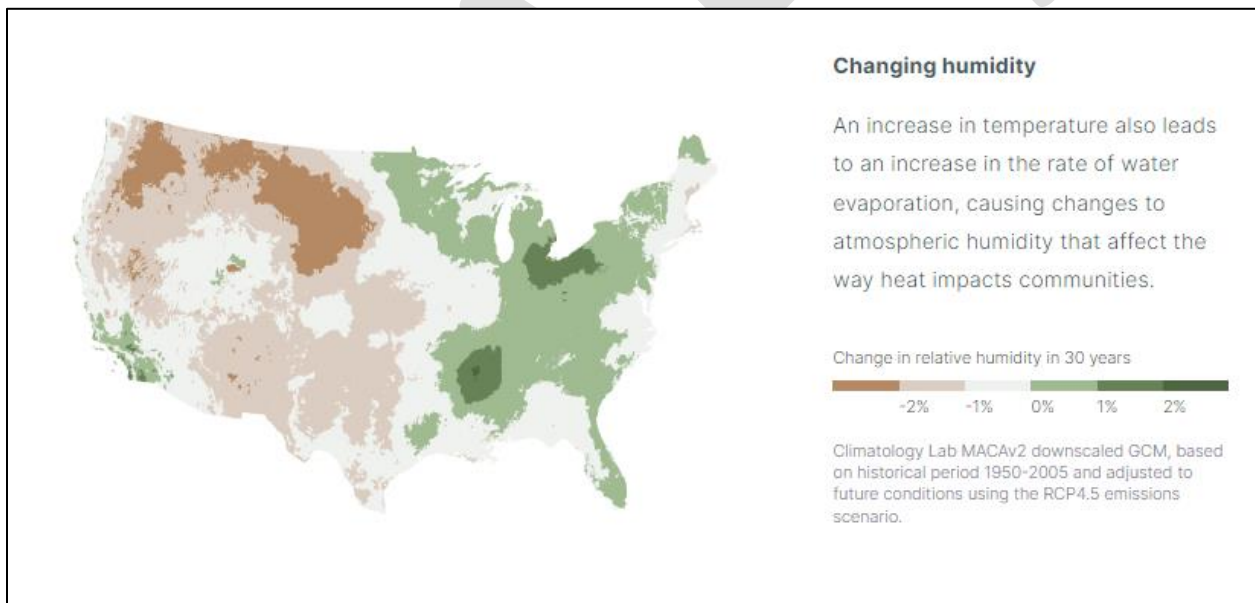 Changing humidity
An increase in temperature also leads
to an increase in the rate of water
evaporation, causing changes to
atmospheric humidity that affect the
way heat impacts communities.
Change in relative humidity in 30 years
-2% -1% 0% 1% 2%
Climatology Lab MACAv2 downscaled GCM, based
on historical period 1950-2005 and adjusted to
future conditions using the RCP4.5 emissions
scenario.